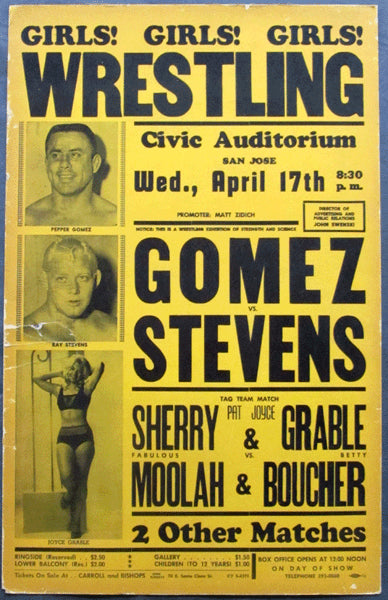 GIRLS! GIRLS! GIRLS!
WRESTLING
Civic Auditorium
SAN JOSE
Wed., April 17th 8:30 p.m.
PROMOTER: MATT ZIDICH
DIRECTOR OF
ADVERTISING AND
PUBLIC RELATIONS
JOHN SWENSKI
PEPPER GOMEZ
NOTICE: THIS IS A WRESTLING EXHIBITION OF STRENGTH AND SCIENCE
GOMEZ
VS.
STEVENS
RAY STEVENS
TAG TEAM MATCH
PAT JOYCE
SHERRY & GRABLE
FABULOUS VS. BETTY
MOOLAH & BOUCHER
JOYCE GRABLE
2 Other Matches
RINGSIDE (Reserved) . . $2.50
LOWER BALCONY (Res.) $2.00
GALLERY . . . $1.50
CHILDREN (TO 12 YEARS) $1.00
BOX OFFICE OPENS AT 12:00 NOON
ON DAY OF SHOW
Tickets On Sale At . CARROLL and BISHOPS
TELEPHONE